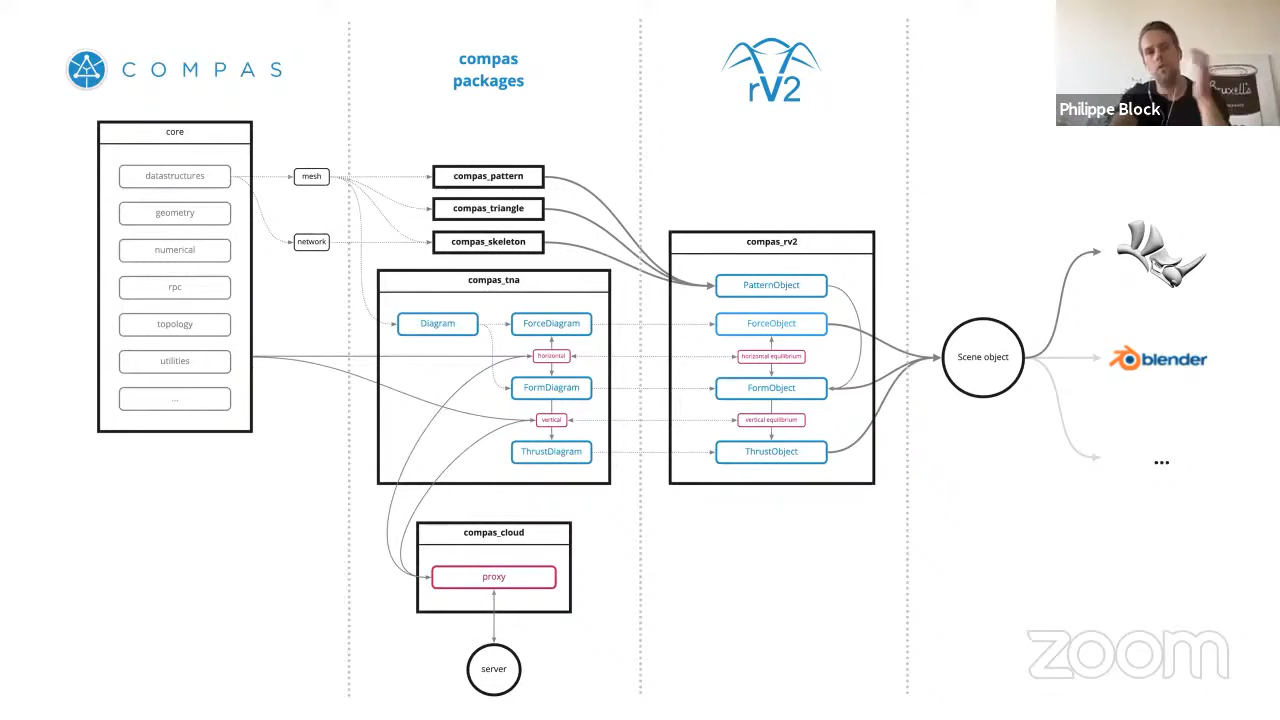 COMPAS
compas
packages
rV2
Philippe Block
Bruxell's
core
datastructures
geometry
numerical
rpc
topology
utilities
...
mesh
network
compas_pattern
compas_triangle
compas_skeleton
compas_tna
Diagram
ForceDiagram
horizontal
FormDiagram
vertical
ThrustDiagram
compas_cloud
proxy
server
compas_rv2
PatternObject
ForceObject
horizontal equilibrium
FormObject
vertical equilibrium
ThrustObject
Scene object
blender
...
zoom